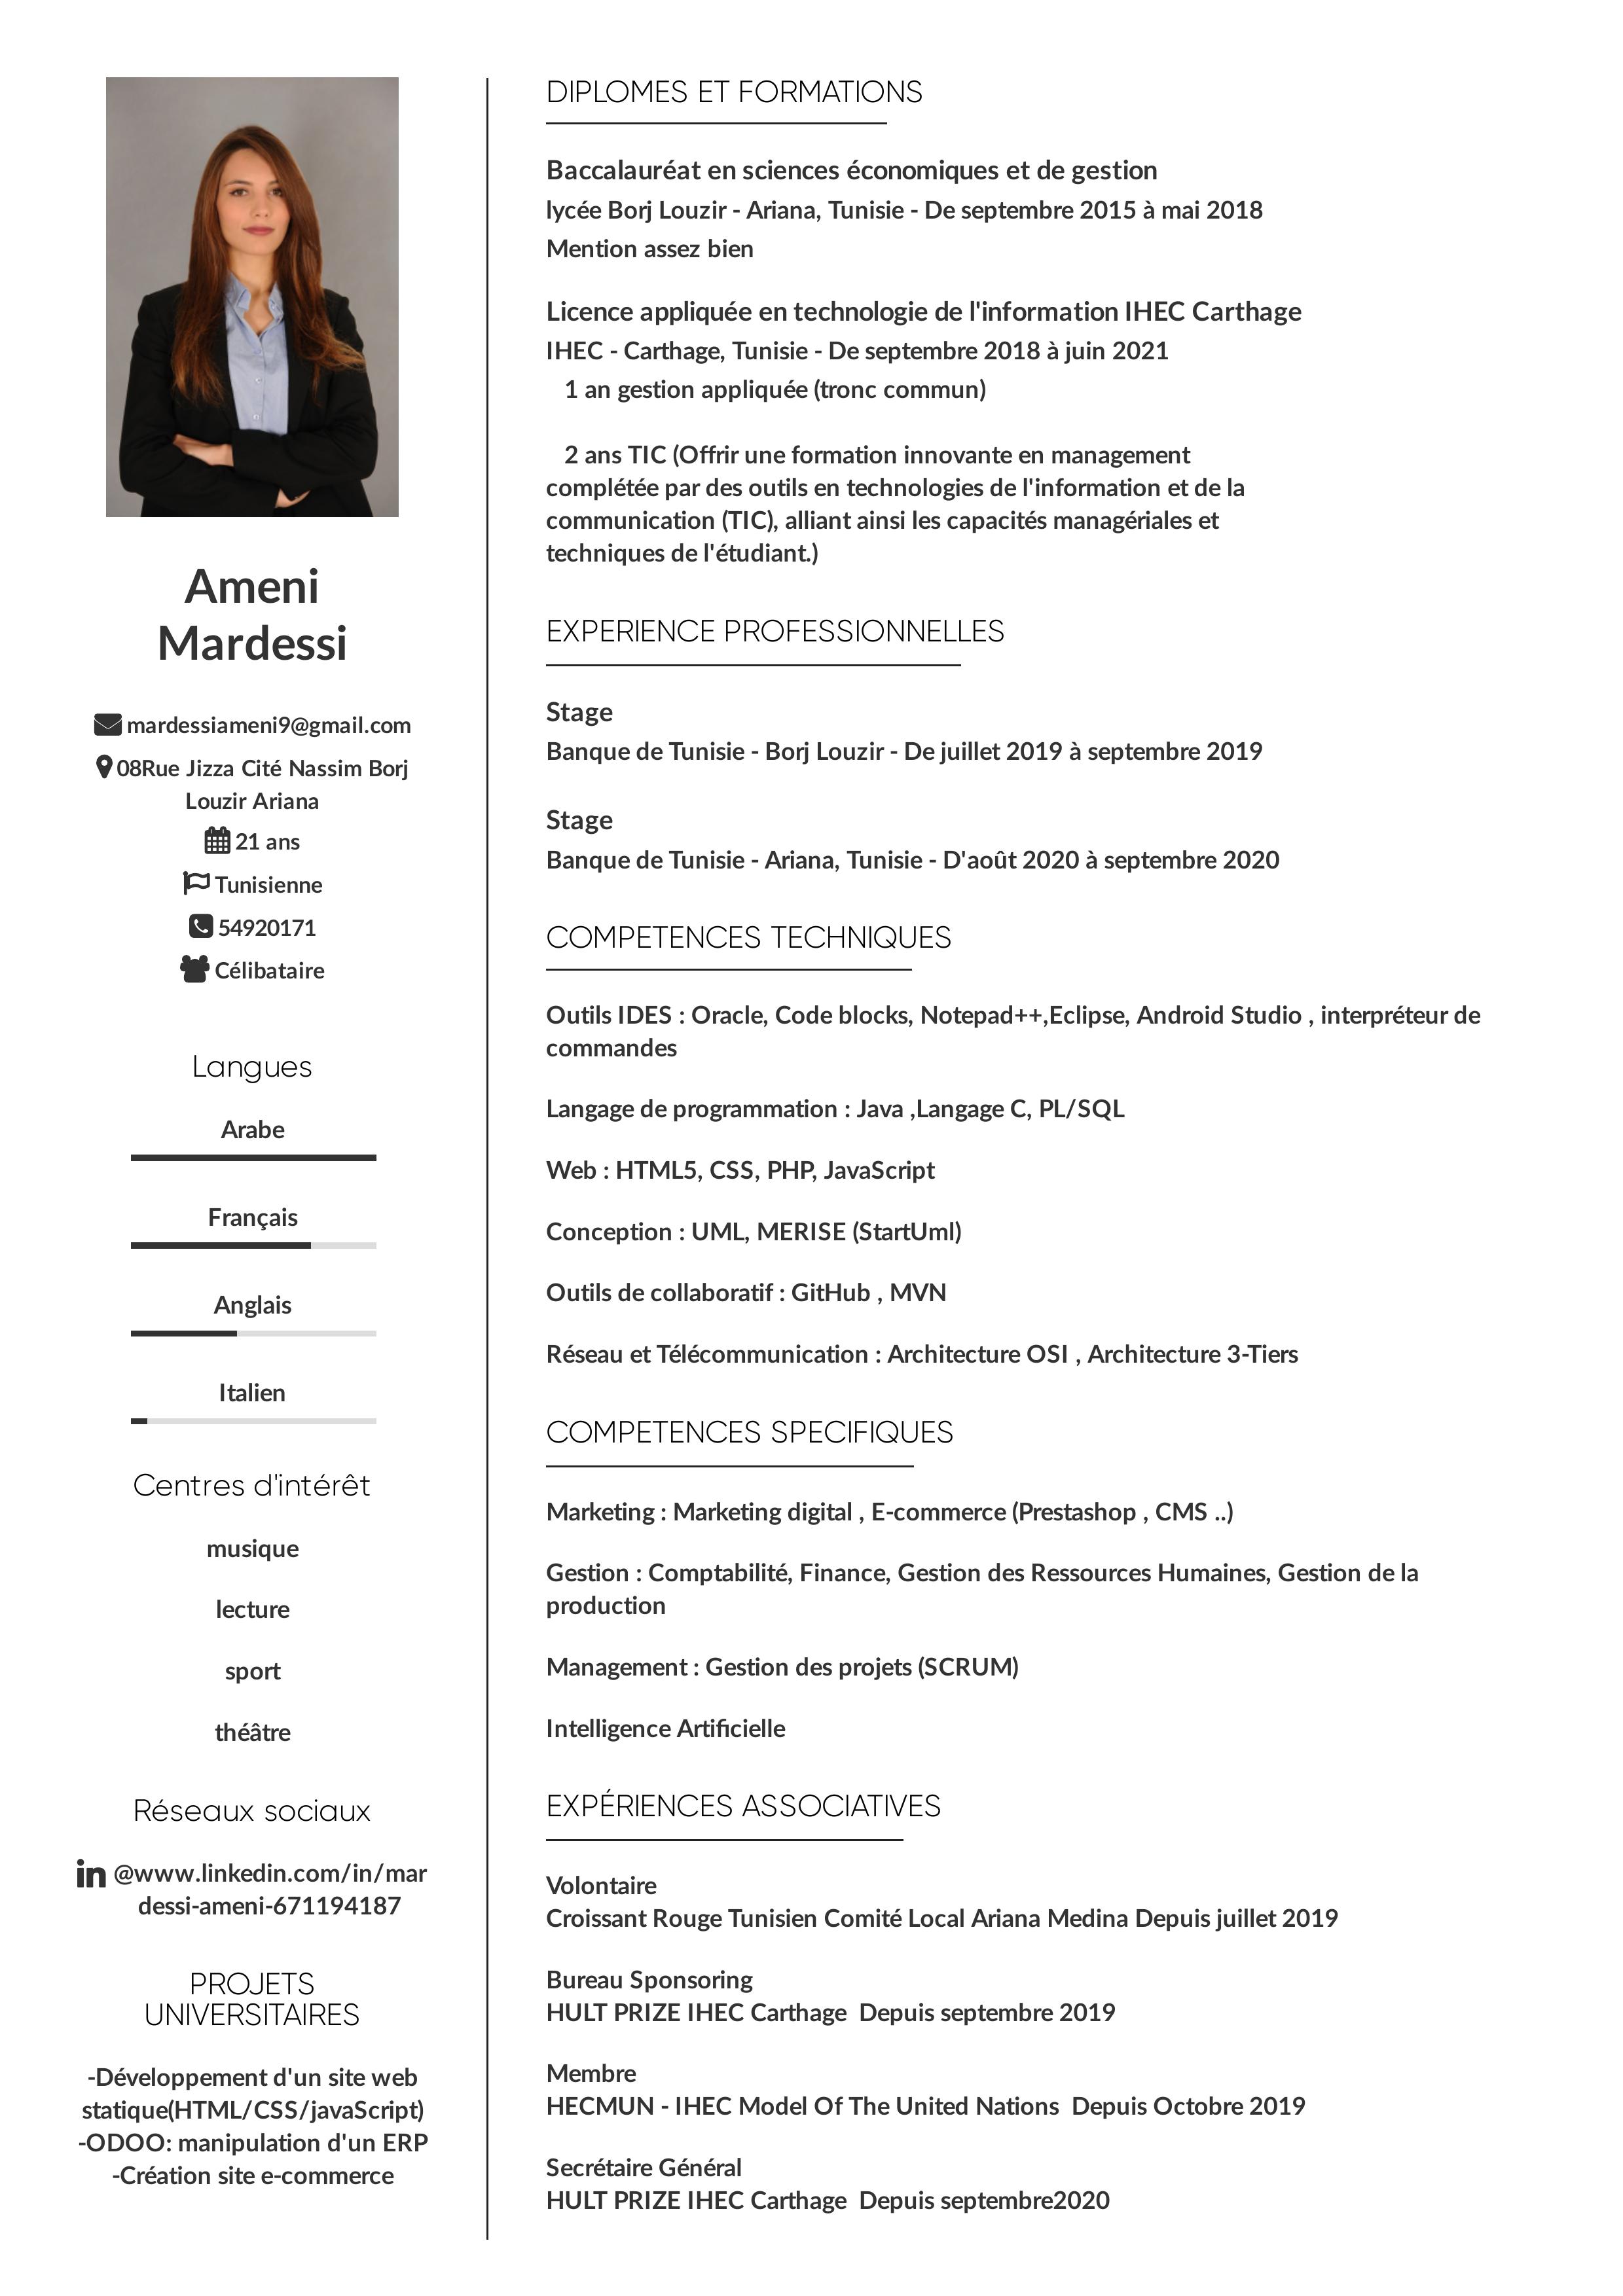 Ameni
Mardessi
mardessiameni9@gmail.com
08Rue Jizza Cité Nassim Borj
Louzir Ariana
21 ans
Tunisienne
54920171
Célibataire
Langues
Arabe
Français
Anglais
Italien
Centres d'intérêt
musique
lecture
sport
théâtre
Réseaux sociaux
in @www.linkedin.com/in/mar
dessi-ameni-671194187
PROJETS
UNIVERSITAIRES
-Développement d'un site web
statique(HTML/CSS/javaScript)
-ODOO: manipulation d'un ERP
-Création site e-commerce
DIPLOMES ET FORMATIONS
Baccalauréat en sciences économiques et de gestion
lycée Borj Louzir - Ariana, Tunisie - De septembre 2015 à mai 2018
Mention assez bien
Licence appliquée en technologie de l'information IHEC Carthage
IHEC - Carthage, Tunisie - De septembre 2018 à juin 2021
1 an gestion appliquée (tronc commun)
2 ans TIC (Offrir une formation innovante en management
complétée par des outils en technologies de l'information et de la
communication (TIC), alliant ainsi les capacités managériales et
techniques de l'étudiant.)
EXPERIENCE PROFESSIONNELLES
Stage
Banque de Tunisie - Borj Louzir - De juillet 2019 à septembre 2019
Stage
Banque de Tunisie - Ariana, Tunisie - D'août 2020 à septembre 2020
COMPETENCES TECHNIQUES
Outils IDES : Oracle, Code blocks, Notepad++,Eclipse, Android Studio , interpréteur de
commandes
Langage de programmation : Java ,Langage C, PL/SQL
Web : HTML5, CSS, PHP, JavaScript
Conception : UML, MERISE (StartUml)
Outils de collaboratif : GitHub , MVN
Réseau et Télécommunication : Architecture OSI , Architecture 3-Tiers
COMPETENCES SPECIFIQUES
Marketing : Marketing digital , E-commerce (Prestashop , CMS ..)
Gestion : Comptabilité, Finance, Gestion des Ressources Humaines, Gestion de la
production
Management : Gestion des projets (SCRUM)
Intelligence Artificielle
EXPÉRIENCES ASSOCIATIVES
Volontaire
Croissant Rouge Tunisien Comité Local Ariana Medina Depuis juillet 2019
Bureau Sponsoring
HULT PRIZE IHEC Carthage  Depuis septembre 2019
Membre
HECMUN - IHEC Model Of The United Nations  Depuis Octobre 2019
Secrétaire Général
HULT PRIZE IHEC Carthage  Depuis septembre2020